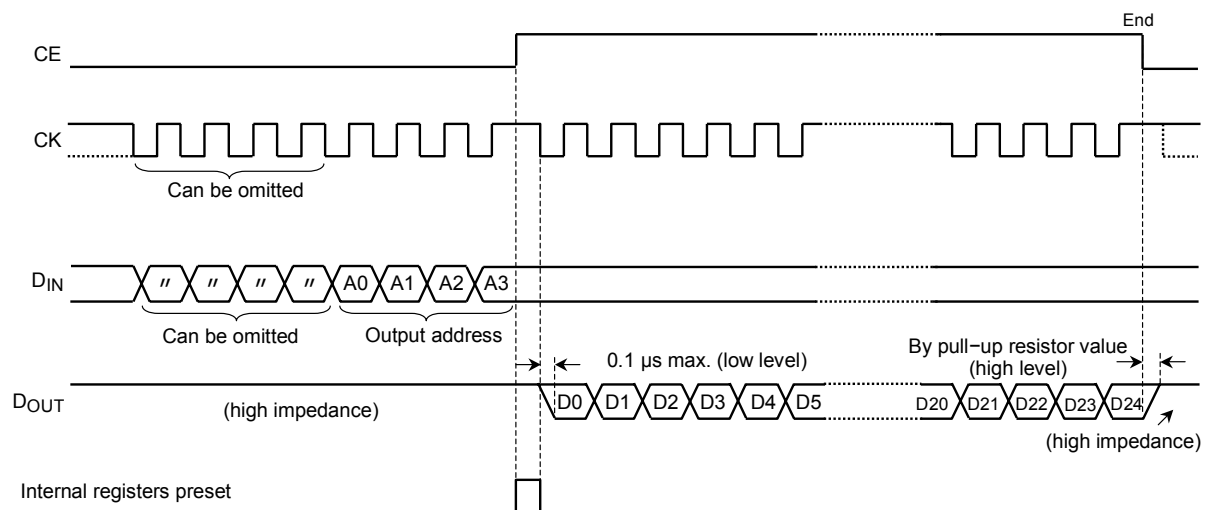 End
CE
CK
Can be omitted
DIN
〃 〃 〃 〃 A0 A1 A2 A3
Can be omitted
Output address
0.1 μs max. (low level)
By pull−up resistor value
(high level)
DOUT
(high impedance)
D0 D1 D2 D3 D4 D5 D20 D21 D22 D23 D24
(high impedance)
Internal registers preset